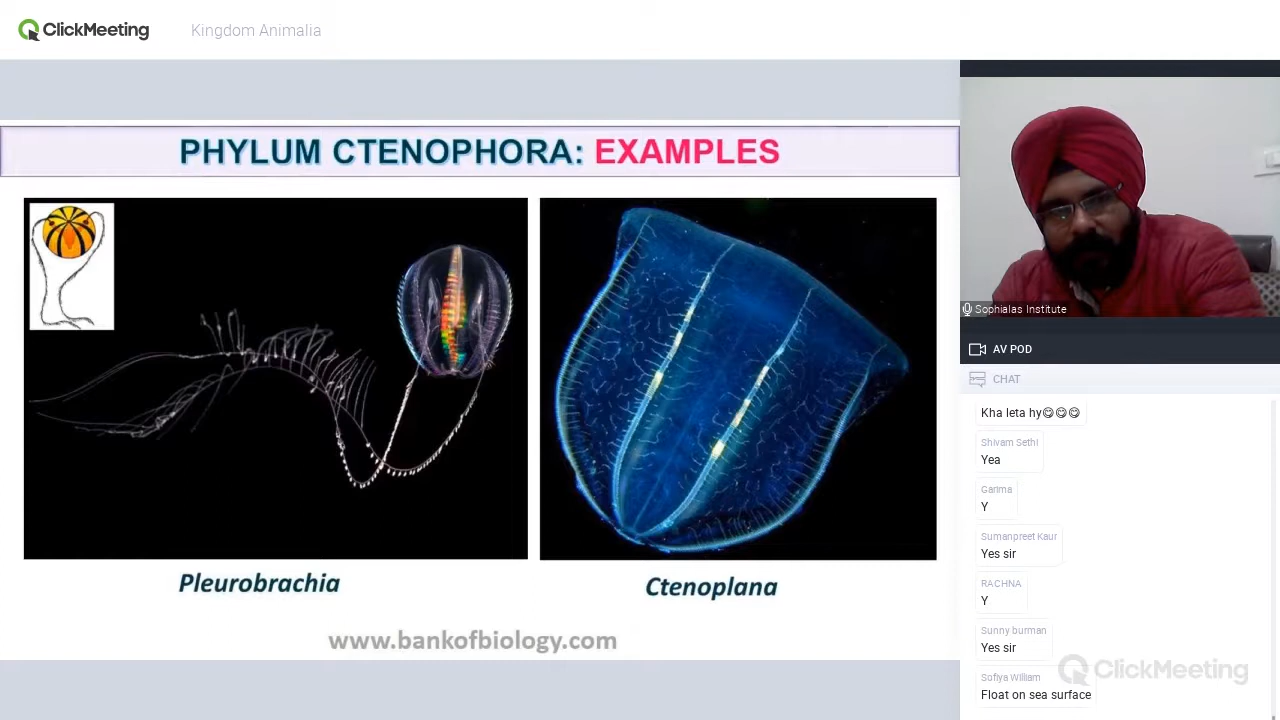 ClickMeeting
Kingdom Animalia
PHYLUM CTENOPHORA: EXAMPLES
Pleurobrachia
Ctenoplana
www.bankofbiology.com
Sophialas Institute
AV POD
CHAT
Kha leta hy😋😋😋
Shivam Sethi
Yea
Garima
Y
Sumanpreet Kaur
Yes sir
RACHNA
Y
Sunny burman
Yes sir
Sofiya William
Float on sea surface
ClickMeeting